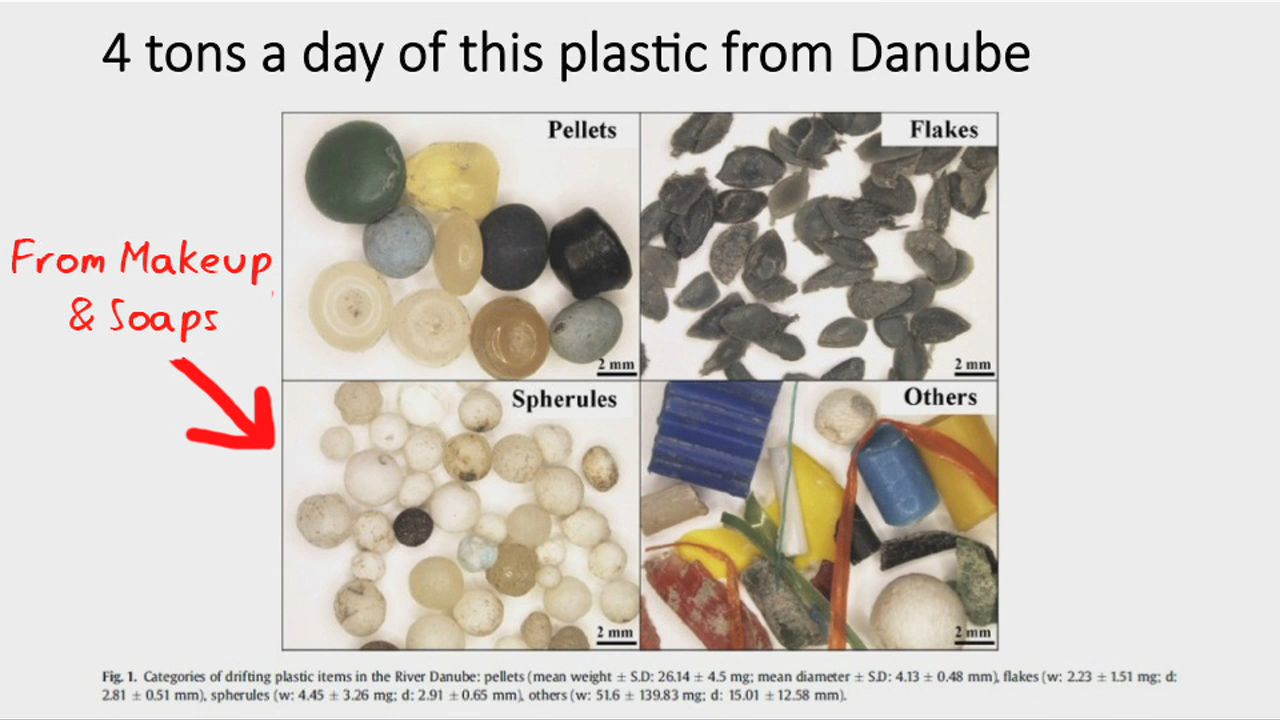 4 tons a day of this plastic from Danube
Pellets
Flakes
2 mm
2 mm
From Makeup
& Soaps
Spherules
Others
2 mm
2 mm
Fig. 1. Categories of drifting plastic items in the River Danube: pellets (mean weight ± S.D: 26.14 ± 4.5 mg; mean diameter ± S.D: 4.13 ± 0.48 mm), flakes (w: 2.23 ± 1.51 mg; d:
2.81 ± 0.51 mm), spherules (w: 4.45 ± 3.26 mg; d: 2.91 ± 0.65 mm), others (w: 51.6 ± 139.83 mg; d: 15.01 ± 12.58 mm).